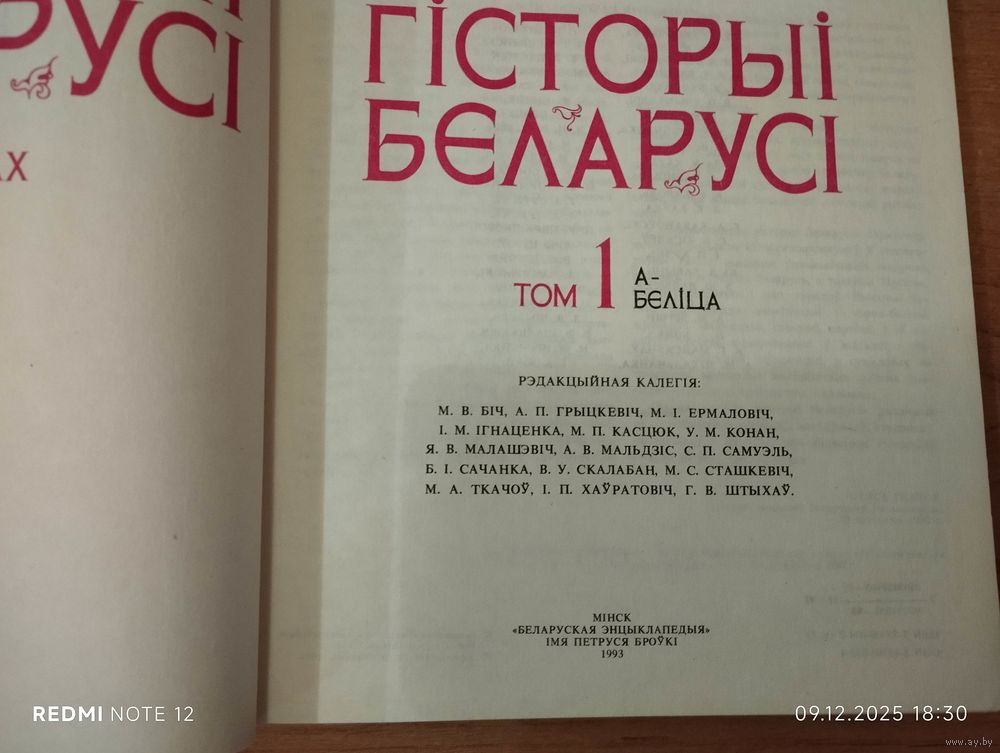 РУСІ
АХ
ГІСТОРЫІ
БЕЛАРУСІ
ТОМ 1 А-
БЕЛІЦА
РЭДАКЦЫЙНАЯ КАЛЕГІЯ:
М. В. БІЧ, А. П. ГРЫЦКЕВІЧ, М. І. ЕРМАЛОВІЧ,
І. М. ІГНАЦЕНКА, М. П. КАСЦЮК, У. М. КОНАН,
Я. В. МАЛАШЭВІЧ, А. В. МАЛЬДЗІС, С. П. САМУЭЛЬ,
Б. І. САЧАНКА, В. У. СКАЛАБАН, М. С. СТАШКЕВІЧ,
М. А. ТКАЧОЎ, І. П. ХАЎРАТОВІЧ, Г. В. ШТЫХАЎ.
МІНСК
«БЕЛАРУСКАЯ ЭНЦЫКЛАПЕДЫЯ»
ІМЯ ПЕТРУСЯ БРОЎКІ
1993
REDMI NOTE 12
09.12.2025 18:30
www.ay.by